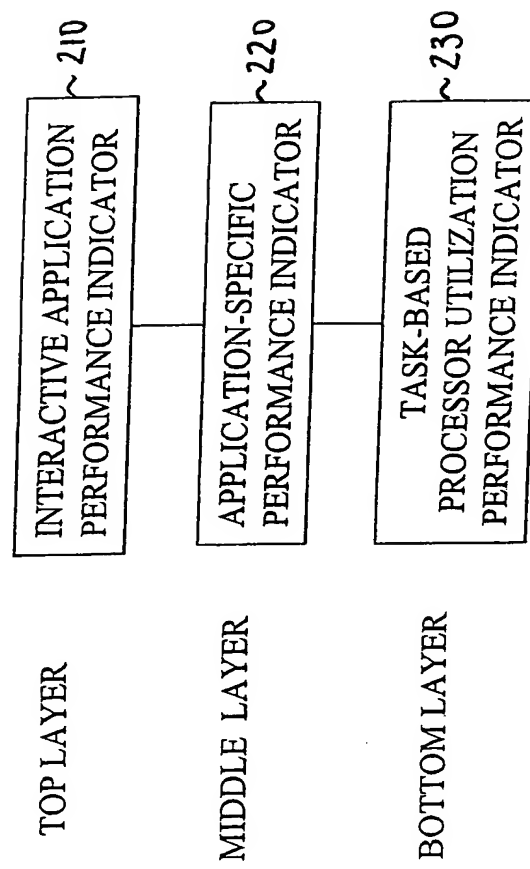 TOP LAYER
INTERACTIVE APPLICATION
PERFORMANCE INDICATOR
~210
MIDDLE LAYER
APPLICATION-SPECIFIC
PERFORMANCE INDICATOR
~220
BOTTOM LAYER
TASK-BASED
PROCESSOR UTILIZATION
PERFORMANCE INDICATOR
~230